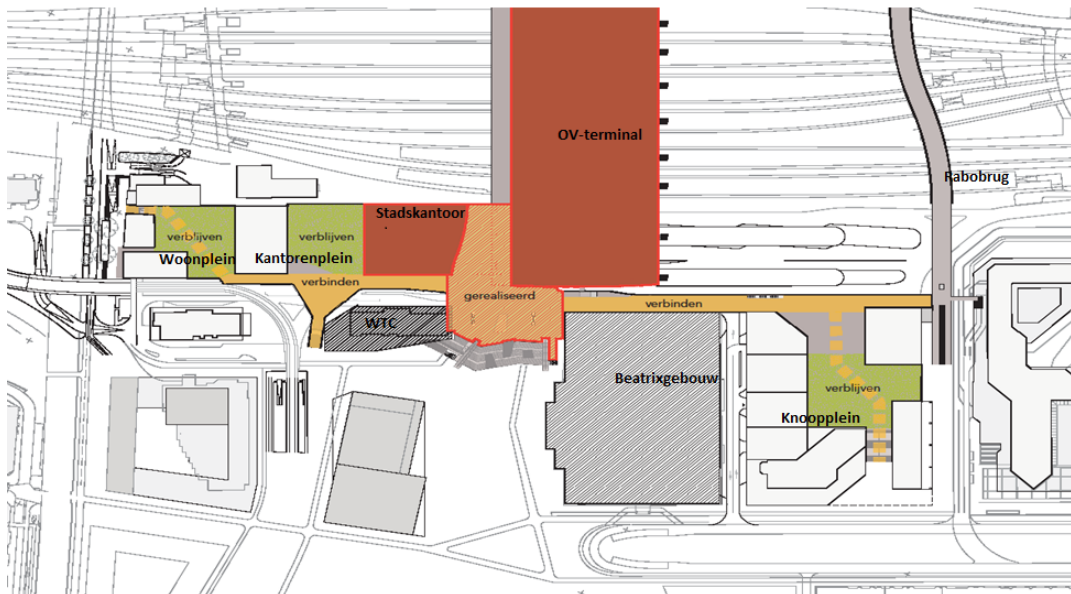 OV-terminal
Rabobrug
Stadskantoor
verblijven
verblijven
Woonplein
Kantorenplein
verbinden
gerealiseerd
verbinden
WTC
Beatrixgebouw
verblijven
Knoopplein